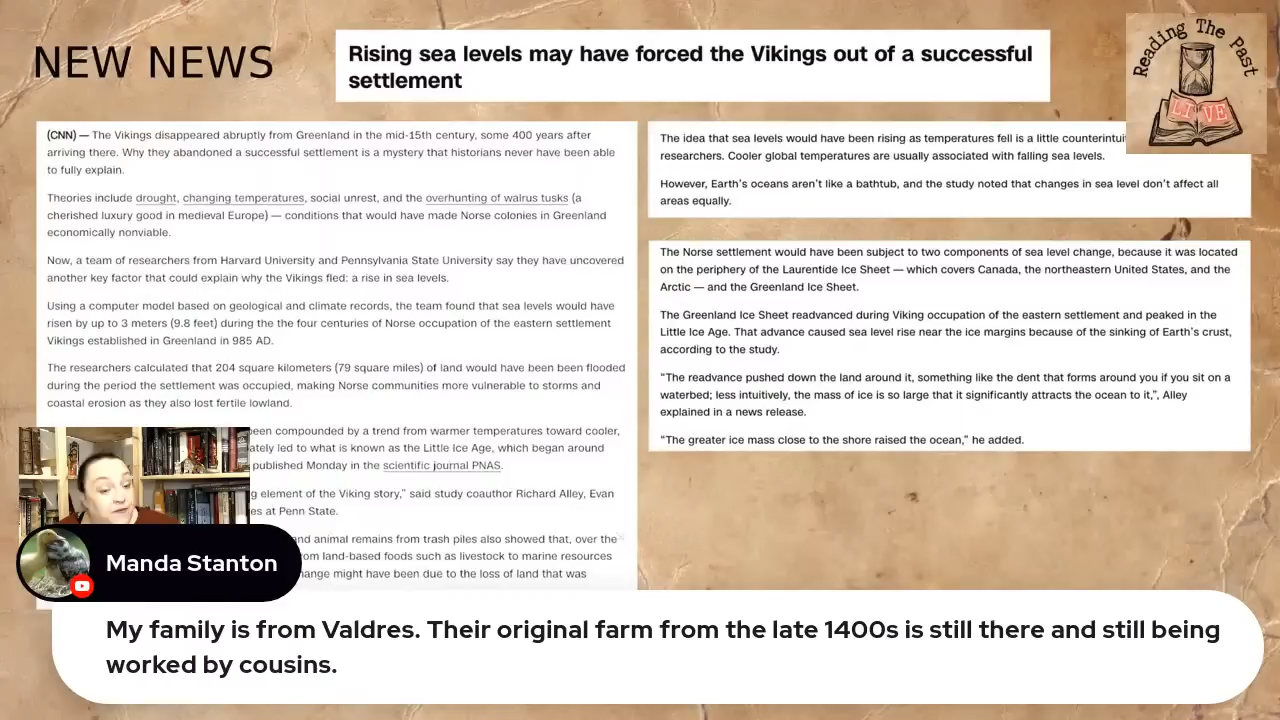 NEW NEWS
Rising sea levels may have forced the Vikings out of a successful
settlement
Reading The Past
LIVE
(CNN) — The Vikings disappeared abruptly from Greenland in the mid-15th century, some 400 years after
arriving there. Why they abandoned a successful settlement is a mystery that historians never have been able
to fully explain.
Theories include drought, changing temperatures, social unrest, and the overhunting of walrus tusks (a
cherished luxury good in medieval Europe) — conditions that would have made Norse colonies in Greenland
economically nonviable.
Now, a team of researchers from Harvard University and Pennsylvania State University say they have uncovered
another key factor that could explain why the Vikings fled: a rise in sea levels.
Using a computer model based on geological and climate records, the team found that sea levels would have
risen by up to 3 meters (9.8 feet) during the the four centuries of Norse occupation of the eastern settlement
Vikings established in Greenland in 985 AD.
The researchers calculated that 204 square kilometers (79 square miles) of land would have been been flooded
during the period the settlement was occupied, making Norse communities more vulnerable to storms and
coastal erosion as they also lost fertile lowland.
been compounded by a trend from warmer temperatures toward cooler,
led to what is known as the Little Ice Age, which began around
published Monday in the scientific journal PNAS.
element of the Viking story,” said study coauthor Richard Alley, Evan
at Penn State.
and animal remains from trash piles also showed that, over the
land-based foods such as livestock to marine resources
might have been due to the loss of land that was
The idea that sea levels would have been rising as temperatures fell is a little
researchers. Cooler global temperatures are usually associated with falling sea levels.
However, Earth’s oceans aren’t like a bathtub, and the study noted that changes in sea level don’t affect all
areas equally.
The Norse settlement would have been subject to two components of sea level change, because it was located
on the periphery of the Laurentide Ice Sheet — which covers Canada, the northeastern United States, and the
Arctic — and the Greenland Ice Sheet.
The Greenland Ice Sheet readvanced during Viking occupation of the eastern settlement and peaked in the
Little Ice Age. That advance caused sea level rise near the ice margins because of the sinking of Earth’s crust,
according to the study.
“The readvance pushed down the land around it, something like the dent that forms around you if you sit on a
waterbed; less intuitively, the mass of ice is so large that it significantly attracts the ocean to it,”, Alley
explained in a news release.
“The greater ice mass close to the shore raised the ocean,” he added.
Manda Stanton
My family is from Valdres. Their original farm from the late 1400s is still there and still being
worked by cousins.